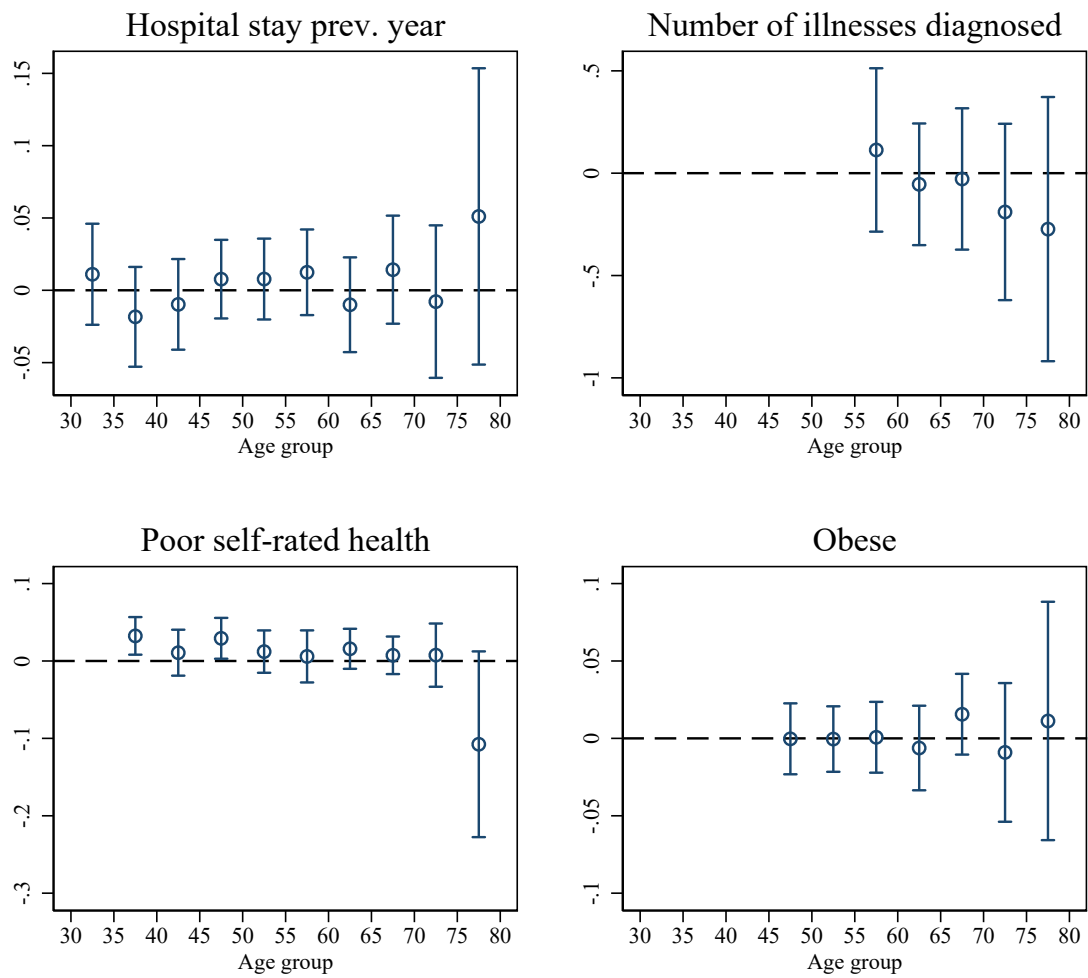 Hospital stay prev. year
.15
.1
.05
0
-.05
30 35 40 45 50 55 60 65 70 75 80
Age group
Number of illnesses diagnosed
.5
0
-.5
-1
30 35 40 45 50 55 60 65 70 75 80
Age group
Poor self-rated health
.1
0
-.1
-.2
-.3
30 35 40 45 50 55 60 65 70 75 80
Age group
Obese
.1
.05
0
-.05
-.1
30 35 40 45 50 55 60 65 70 75 80
Age group